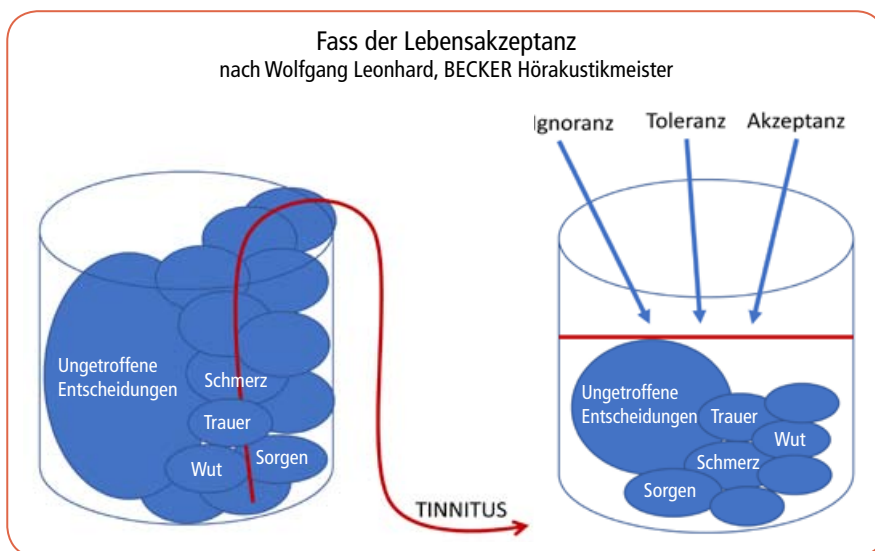 Fass der Lebensakzeptanz
nach Wolfgang Leonhard, BECKER Hörakustikmeister
Ungetroffene
Entscheidungen
Schmerz
Trauer
Wut
Sorgen
TINNITUS
Ignoranz
Toleranz
Akzeptanz
Ungetroffene
Entscheidungen
Trauer
Wut
Schmerz
Sorgen